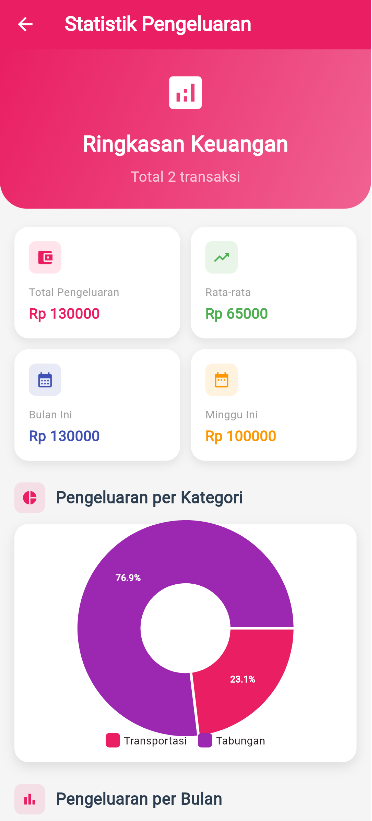 Statistik Pengeluaran
Ringkasan Keuangan
Total 2 transaksi
Total Pengeluaran
Rp 130000
Rata-rata
Rp 65000
Bulan Ini
Rp 130000
Minggu Ini
Rp 100000
Pengeluaran per Kategori
76.9%
23.1%
Transportasi
Tabungan
Pengeluaran per Bulan